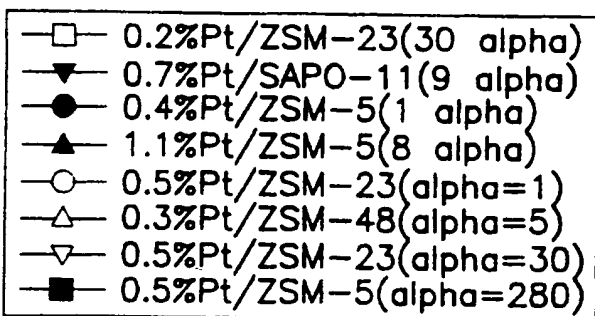 0.2%Pt/ZSM-23(30 alpha)
0.7%Pt/SAPO-11(9 alpha)
0.4%Pt/ZSM-5(1 alpha)
1.1%Pt/ZSM-5(8 alpha)
0.5%Pt/ZSM-23(alpha=1)
0.3%Pt/ZSM-48(alpha=5)
0.5%Pt/ZSM-23(alpha=30)
0.5%Pt/ZSM-5(alpha=280)